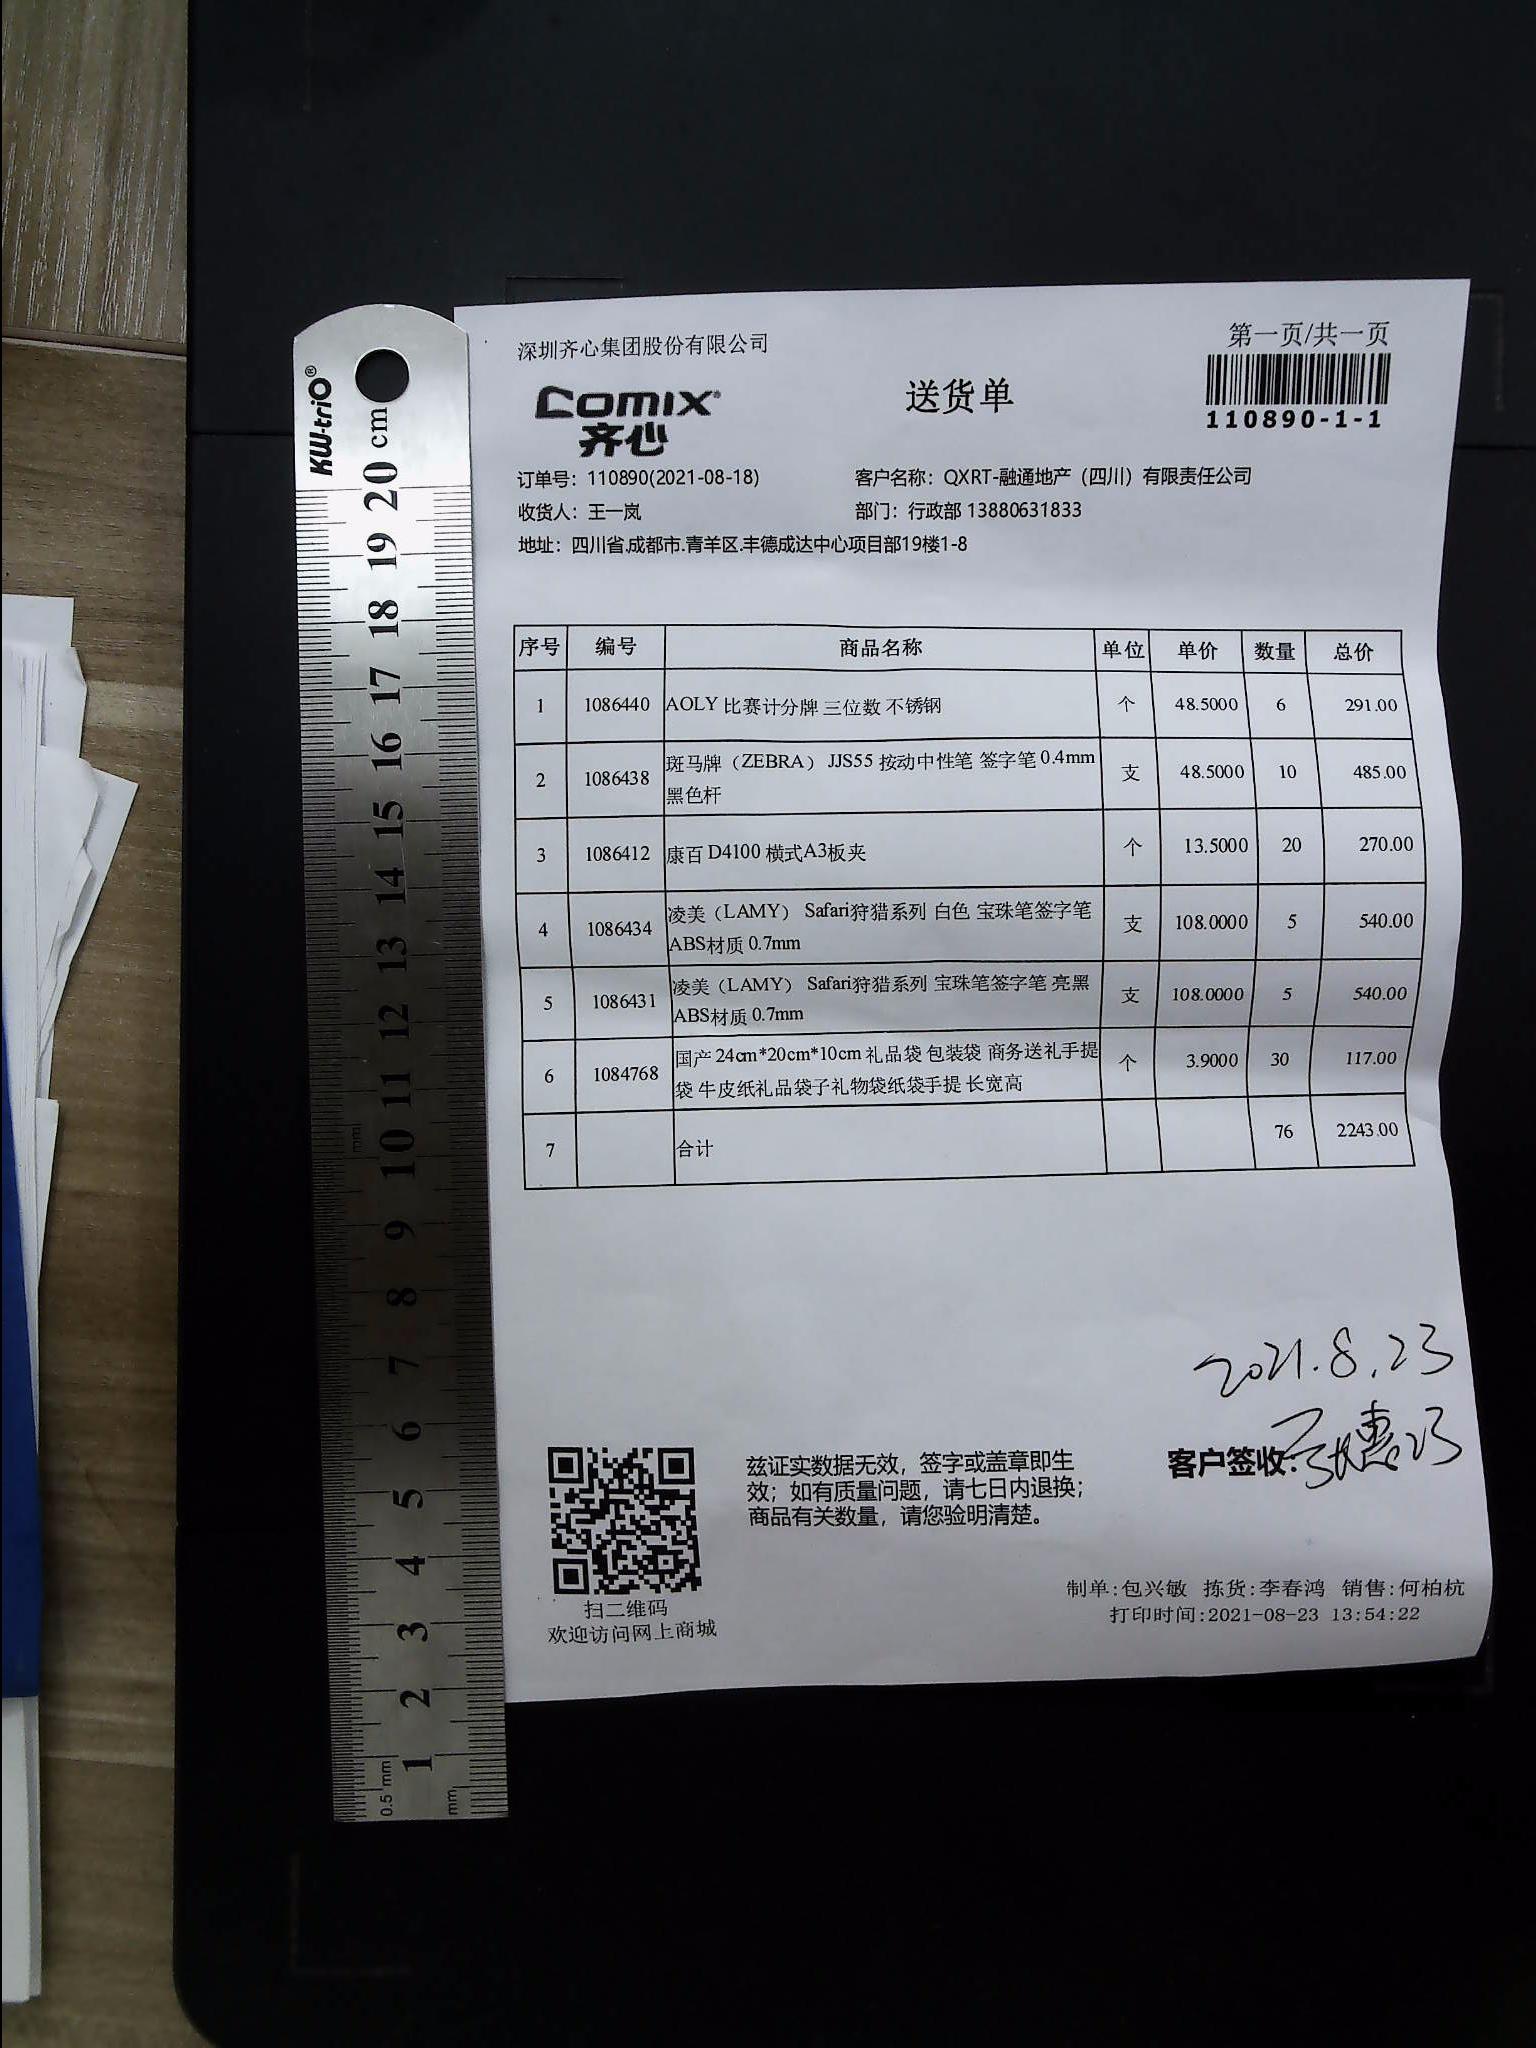 深圳齐心集团股份有限公司
第一页/共一页
comix
齐心
送货单
110890-1-1
订单号：110890(2021-08-18)
客户名称：QXRT-融通地产（四川）有限责任公司
收货人：王一岚
部门：行政部 13880631833
地址：四川省.成都市.青羊区.丰德成达中心项目部19楼1-8
序号 编号 商品名称 单位 单价 数量 总价
1 1086440 AOLY 比赛计分牌 三位数 不锈钢 个 48.5000 6 291.00
2 1086438 斑马牌（ZEBRA） JJS55 按动中性笔 签字笔 0.4mm 支 48.5000 10 485.00
黑色杆
3 1086412 康百 D4100 横式A3板夹 个 13.5000 20 270.00
4 1086434 凌美（LAMY） Safari狩猎系列 白色 宝珠笔签字笔 支 108.0000 5 540.00
ABS材质 0.7mm
5 1086431 凌美（LAMY） Safari狩猎系列 宝珠笔签字笔 亮黑 支 108.0000 5 540.00
ABS材质 0.7mm
6 1084768 国产 24cm*20cm*10cm 礼品袋 包装袋 商务送礼手提 个 3.9000 30 117.00
袋 牛皮纸礼品袋子礼物袋纸袋手提 长宽高
7 合计 76 2243.00
2021.8.23
客户签收:
兹证实数据无效，签字或盖章即生
效；如有质量问题，请七日内退换；
商品有关数量，请您验明清楚。
扫二维码
欢迎访问网上商城
制单:包兴敏 拣货:李春鸿 销售:何柏杭
打印时间:2021-08-23 13:54:22
KW-triO®
cm
20
19
18
17
16
15
14
13
12
11
10
9
8
7
6
5
4
3
2
1
mm
0.5 mm
mm